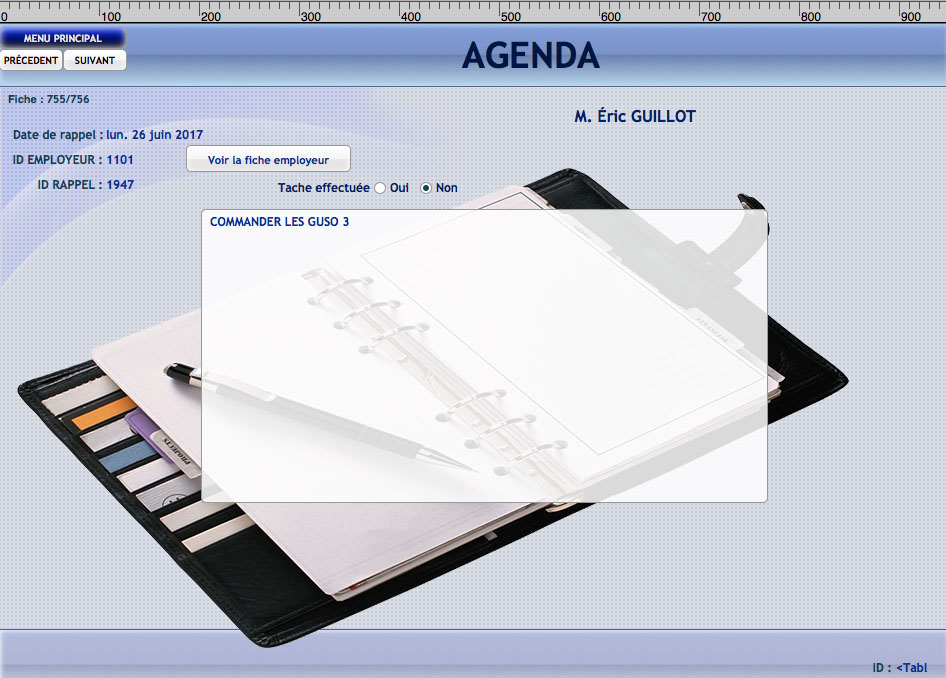 0 100 200 300 400 500 600 700 800 900
MENU PRINCIPAL
AGENDA
PRÉCEDENT SUIVANT
Fiche : 755/756
M. Éric GUILLOT
Date de rappel : lun. 26 juin 2017
ID EMPLOYEUR : 1101
Voir la fiche employeur
ID RAPPEL : 1947
Tache effectuée Oui Non
COMMANDER LES GUSO 3
PROJECTS
ID : <Tabl